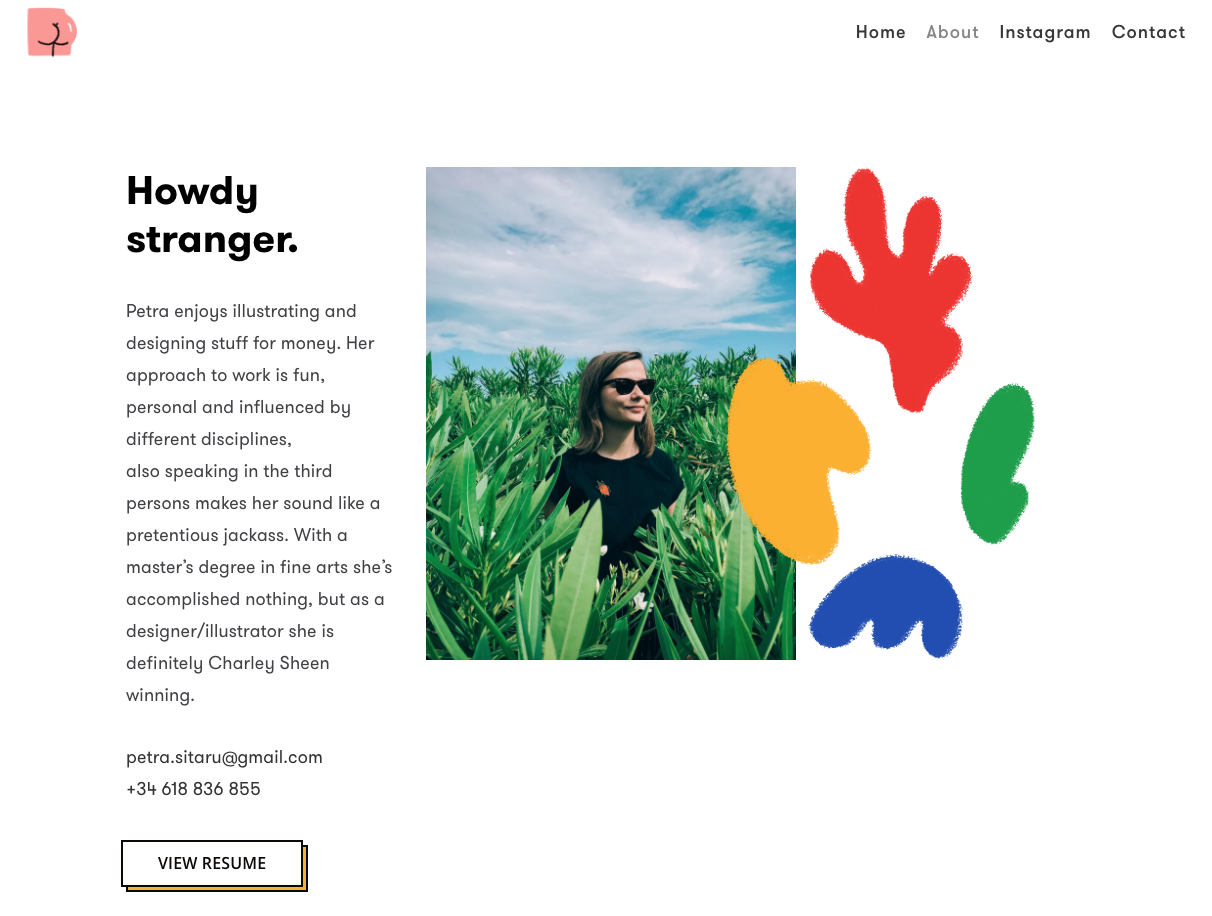 Home About Instagram Contact
Howdy
stranger.
Petra enjoys illustrating and
designing stuff for money. Her
approach to work is fun,
personal and influenced by
different disciplines,
also speaking in the third
persons makes her sound like a
pretentious jackass. With a
master’s degree in fine arts she’s
accomplished nothing, but as a
designer/illustrator she is
definitely Charley Sheen
winning.
petra.sitaru@gmail.com
+34 618 836 855
VIEW RESUME